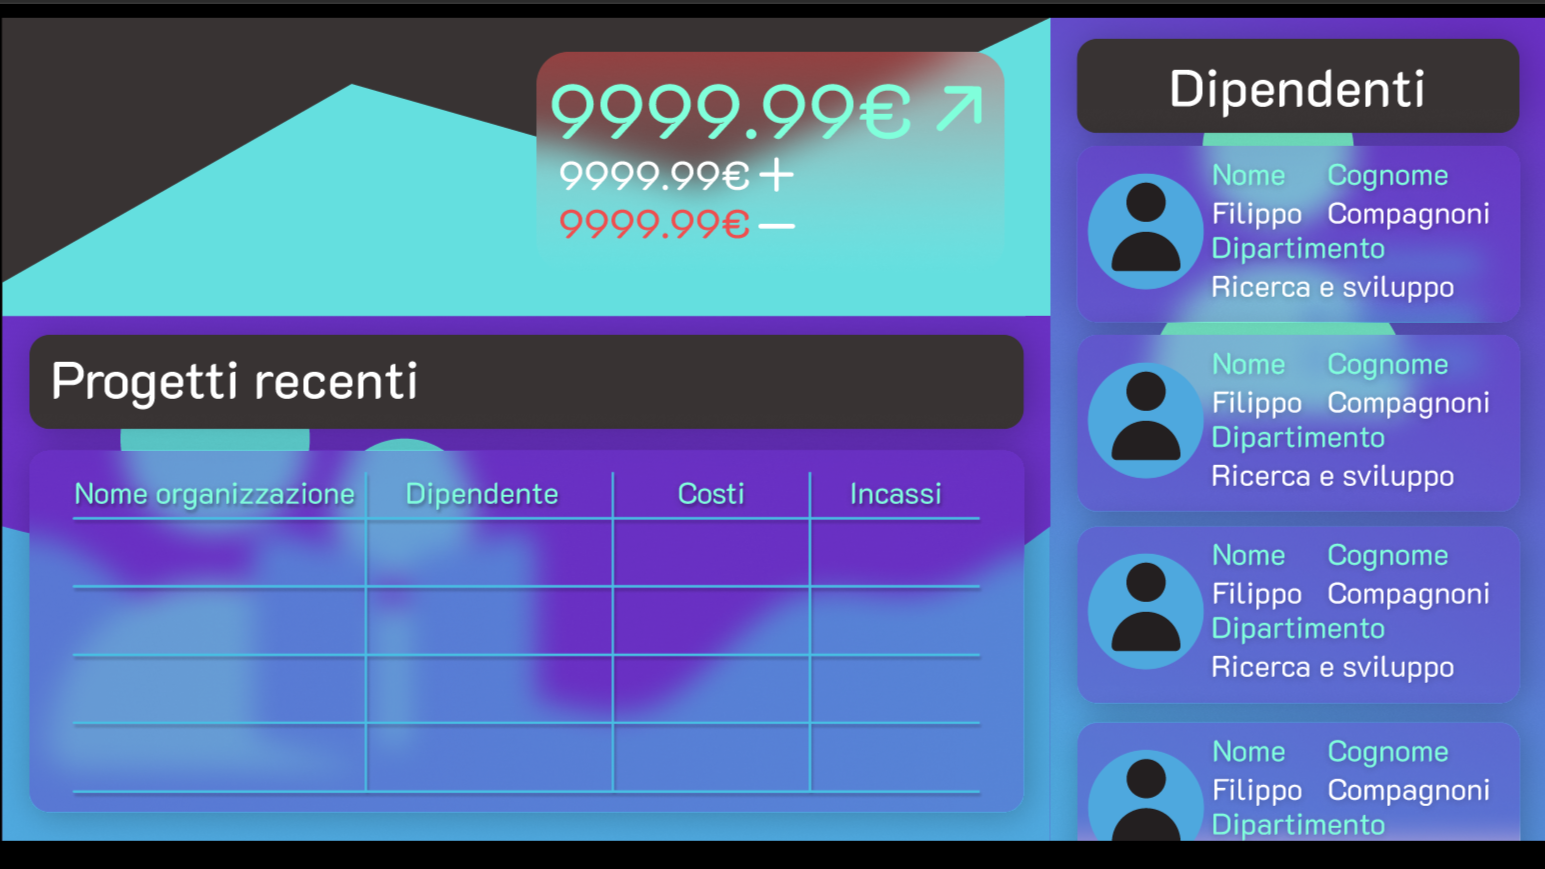 9999.99€
9999.99€ +
9999.99€ −
Progetti recenti
Nome organizzazione Dipendente Costi Incassi
Dipendenti
Nome Cognome
Filippo Compagnoni
Dipartimento
Ricerca e sviluppo
Nome Cognome
Filippo Compagnoni
Dipartimento
Ricerca e sviluppo
Nome Cognome
Filippo Compagnoni
Dipartimento
Ricerca e sviluppo
Nome Cognome
Filippo Compagnoni
Dipartimento